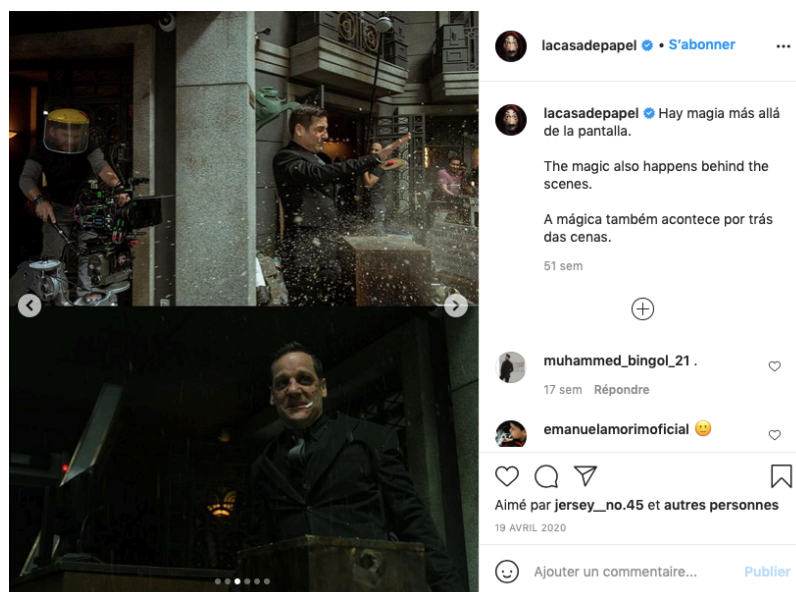 lacasadepapel • S'abonner
lacasadepapel Hay magia más allá
de la pantalla.
The magic also happens behind the
scenes.
A mágica também acontece por trás
das cenas.
51 sem
muhammed_bingol_21 .
17 sem Répondre
emanuelamorimoficial 🙂
Aimé par jersey__no.45 et autres personnes
19 AVRIL 2020
Ajouter un commentaire... Publier